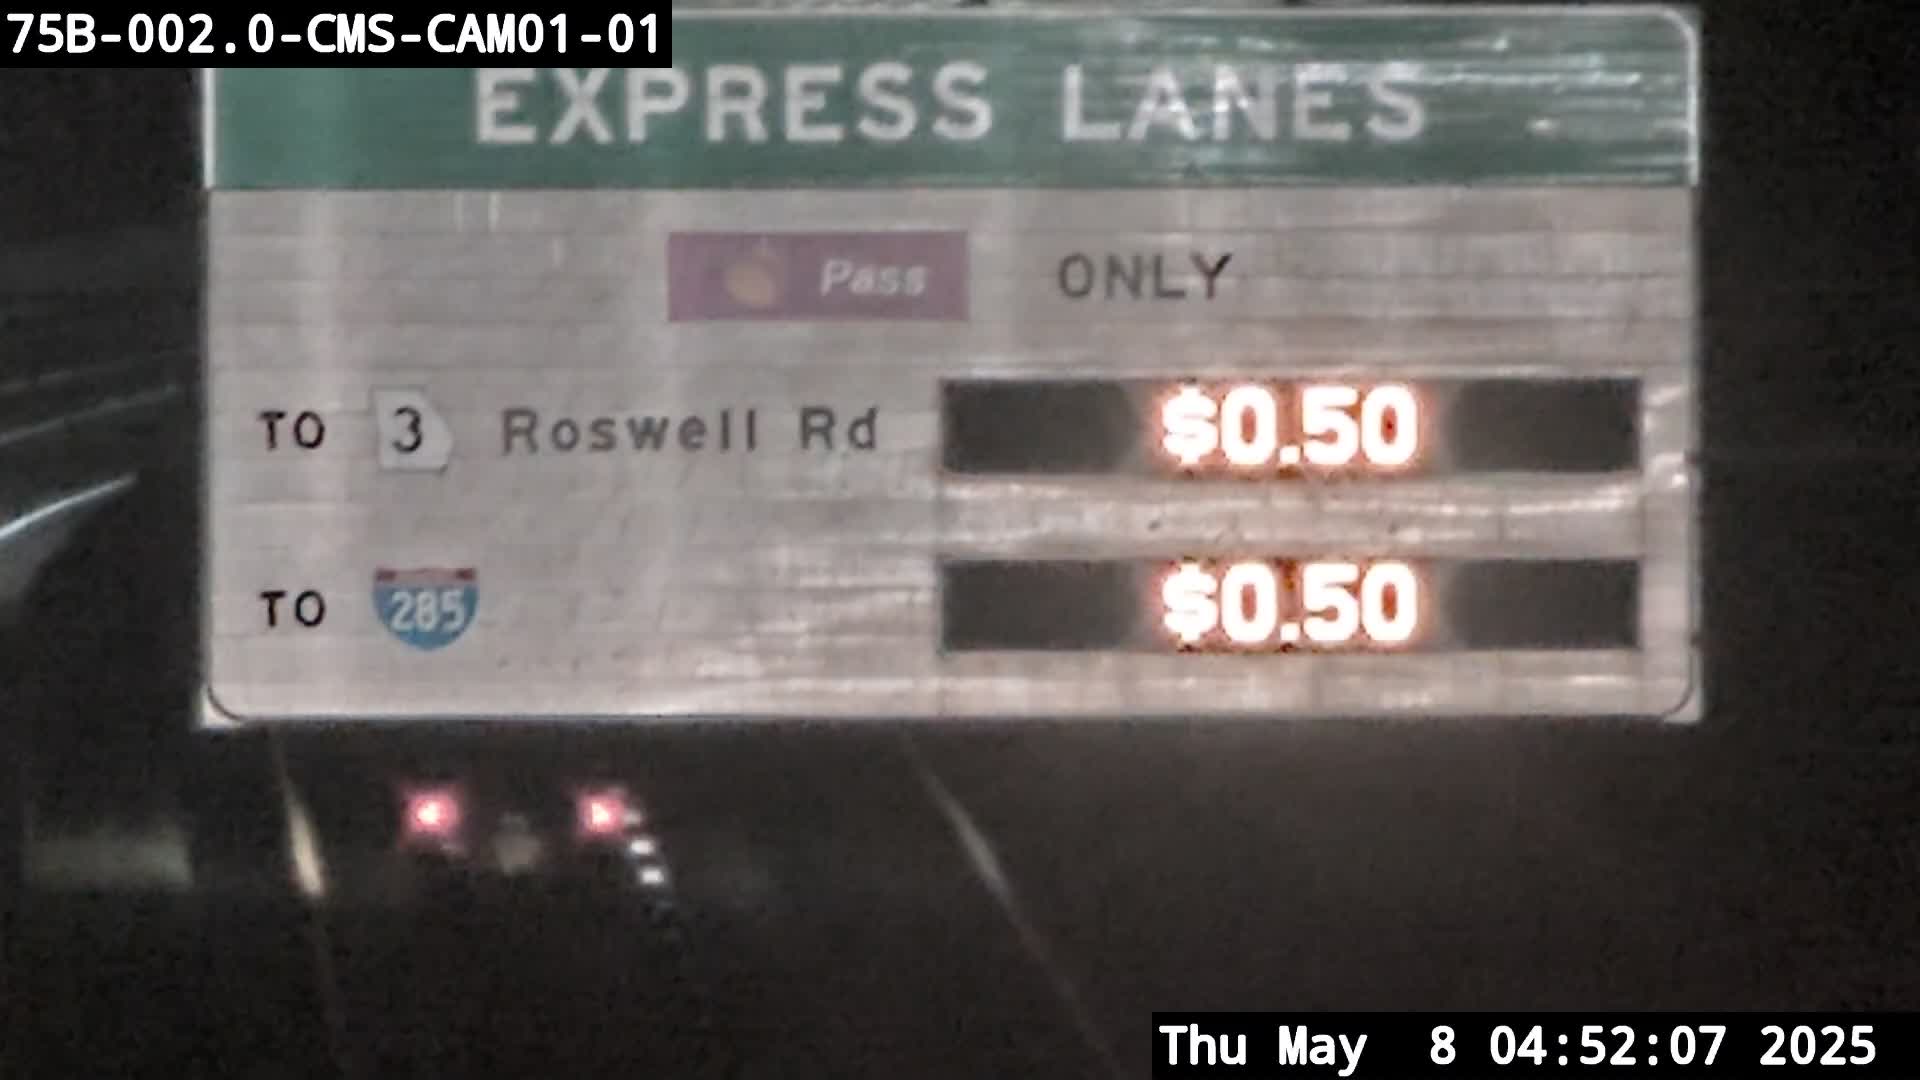 75B-002.0-CMS-CAM01-01
EXPRESS LANES
Pass ONLY
TO 3 Roswell Rd $0.50
TO 285 $0.50
Thu May 8 04:52:07 2025